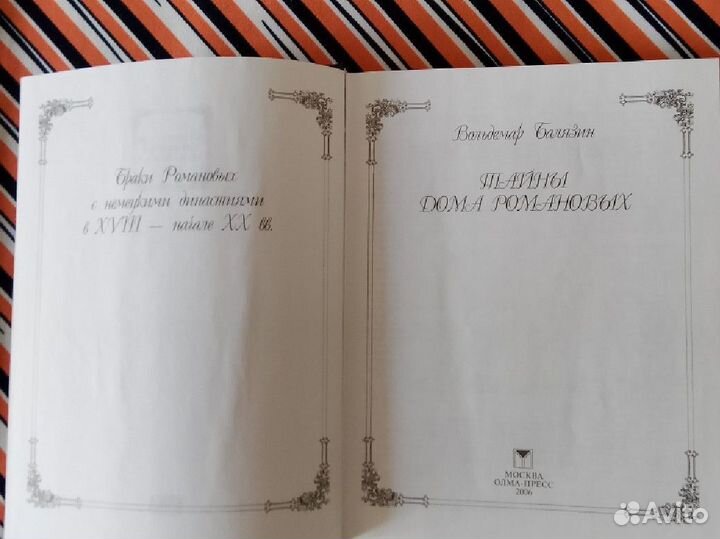 Браки Романовых
с немецкими династиями
в XVIII — начале XX вв.
Вольдемар Балязин
ТАЙНЫ
ДОМА РОМАНОВЫХ
МОСКВА
ОЛМА-ПРЕСС
2006
Avito